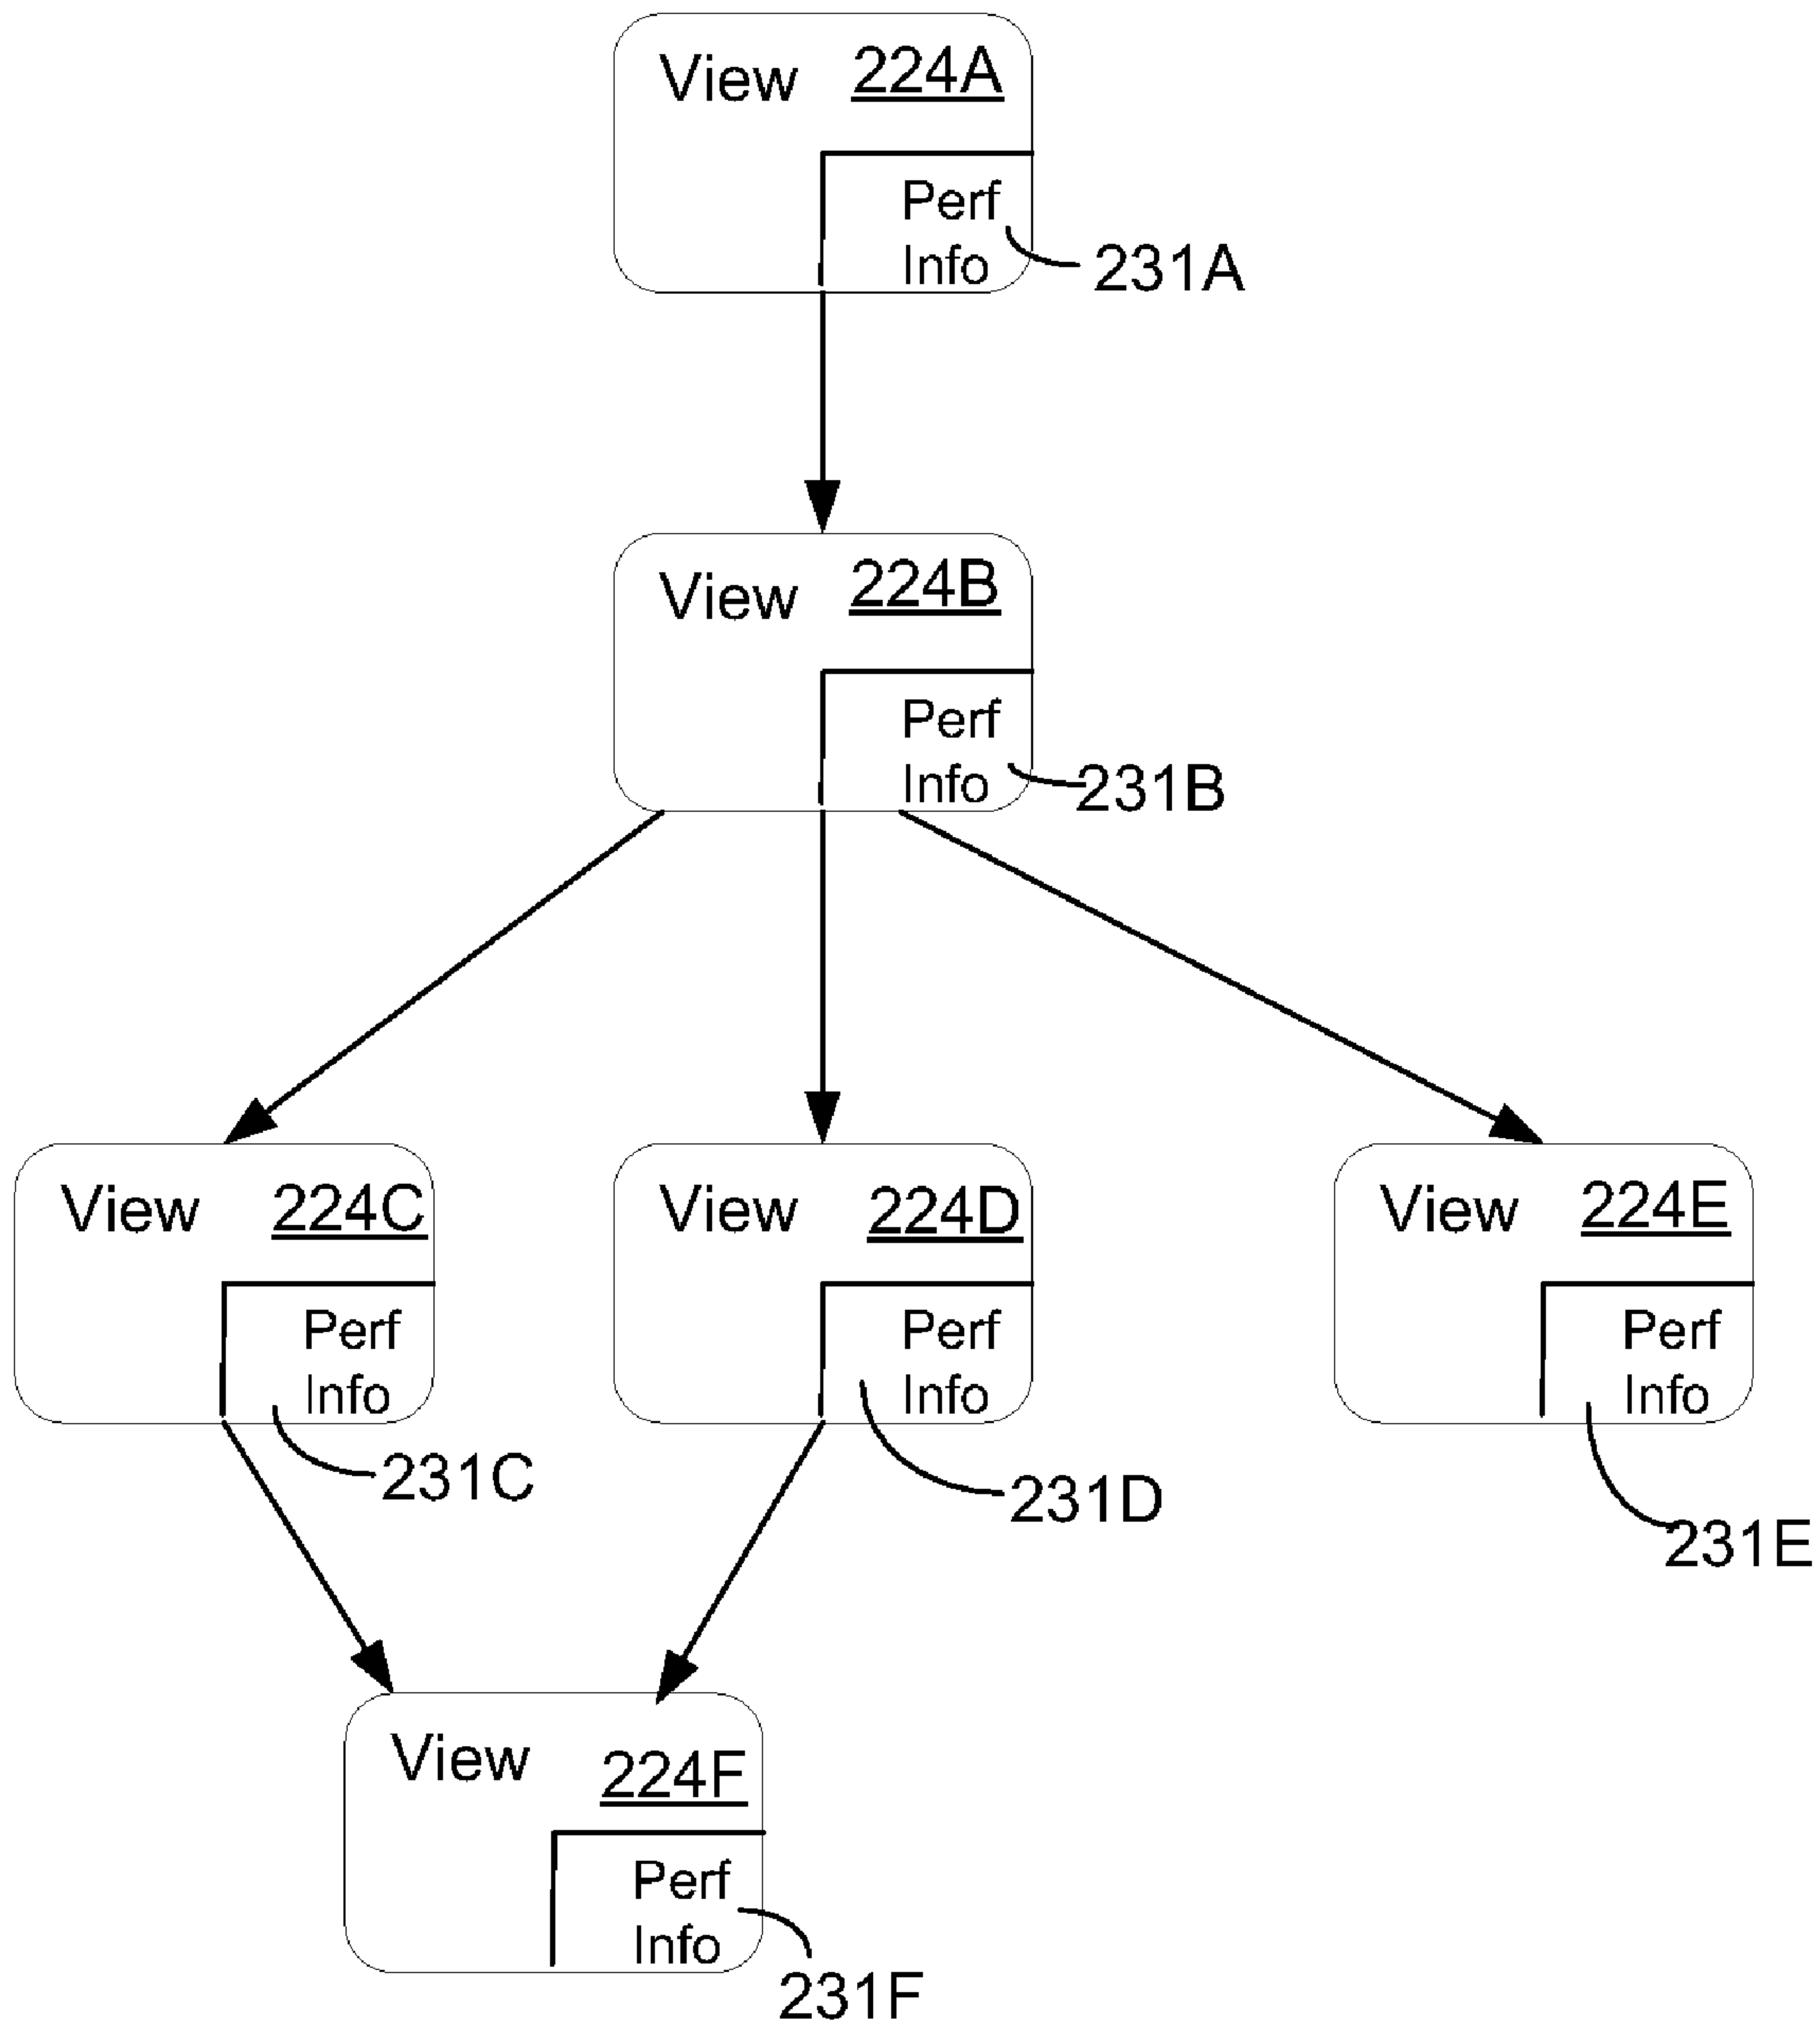 View 224A
Perf
Info
231A
View 224B
Perf
Info
231B
View 224C
Perf
Info
231C
View 224D
Perf
Info
231D
View 224E
Perf
Info
231E
View 224F
Perf
Info
231F